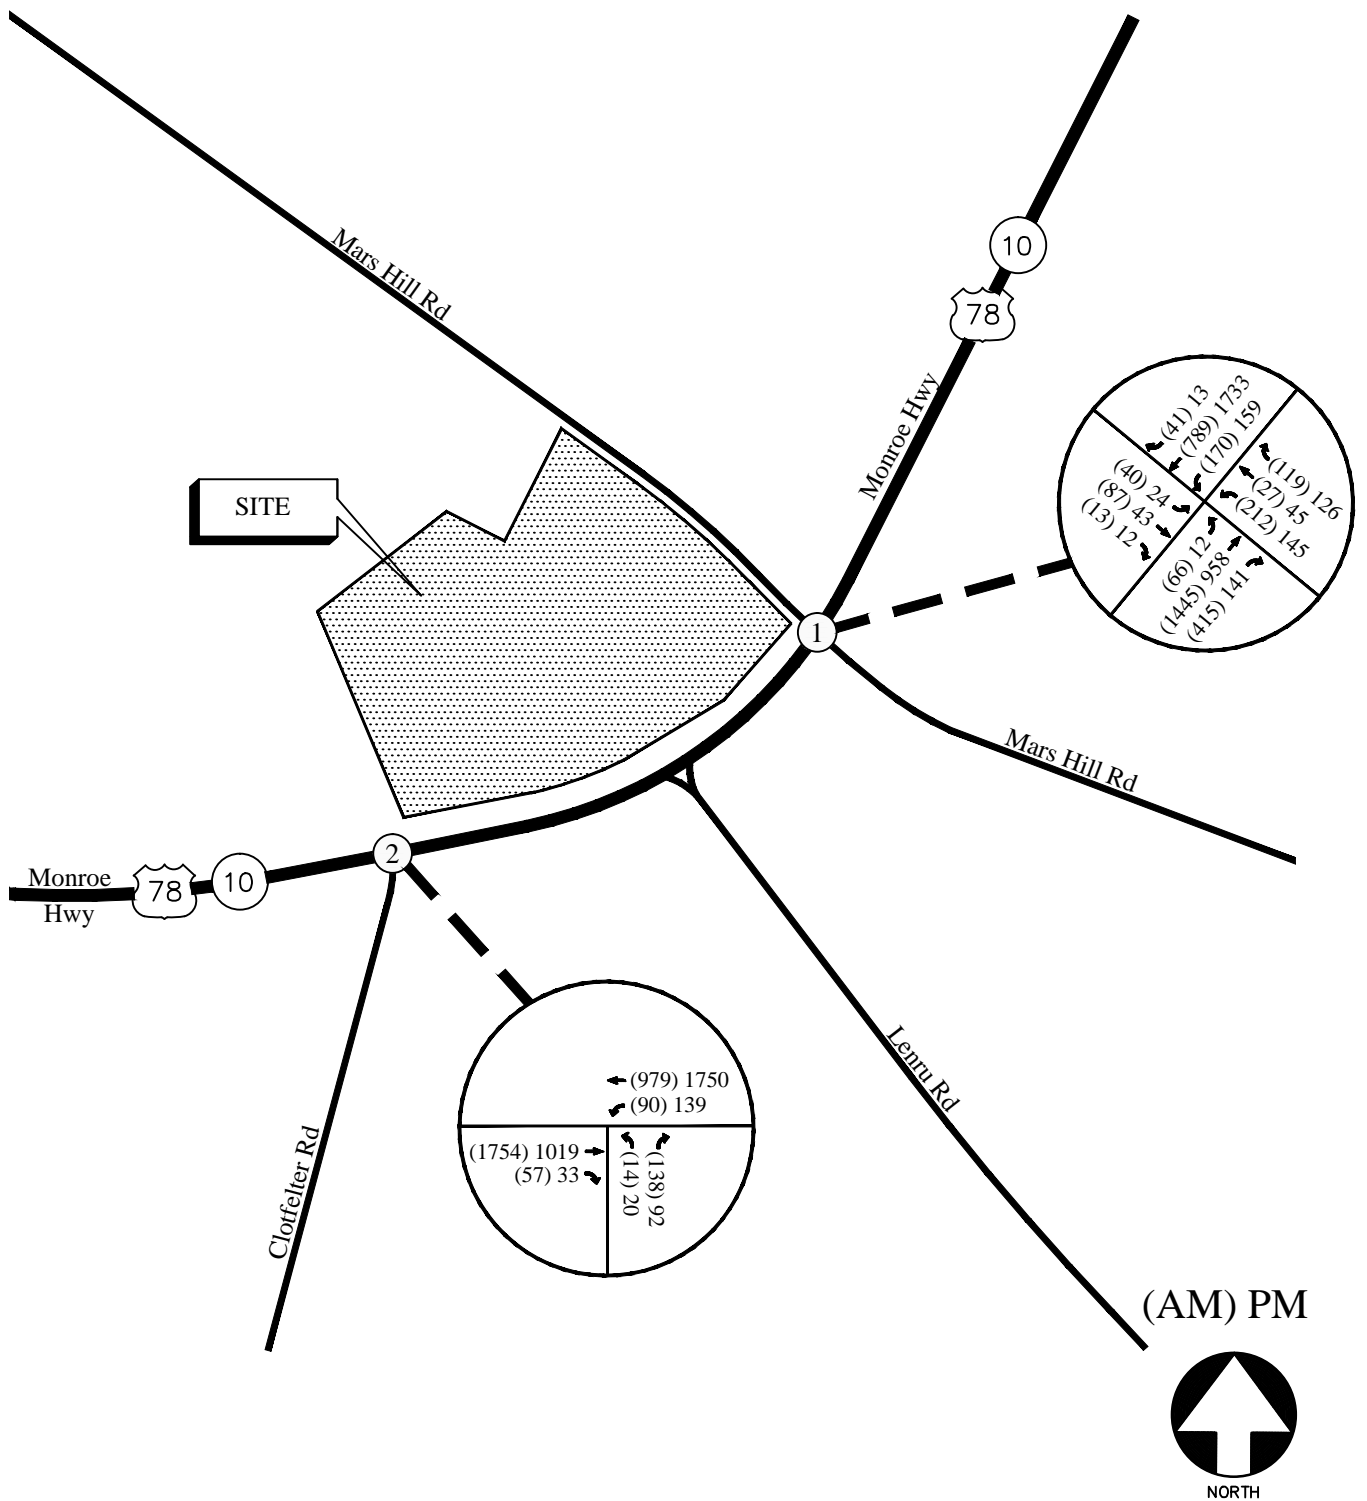 10
78
Mars Hill Rd
Monroe Hwy
(41) 13
(789) 1733
(170) 159
(119) 126
(27) 45
(212) 145
(40) 24
(87) 43
(13) 12
(66) 12
(1445) 958
(415) 141
SITE
1
Mars Hill Rd
2
Monroe
Hwy
78
10
Lenru Rd
(979) 1750
(90) 139
(1754) 1019
(57) 33
(14) 20
(138) 92
Clotfelter Rd
(AM) PM
NORTH